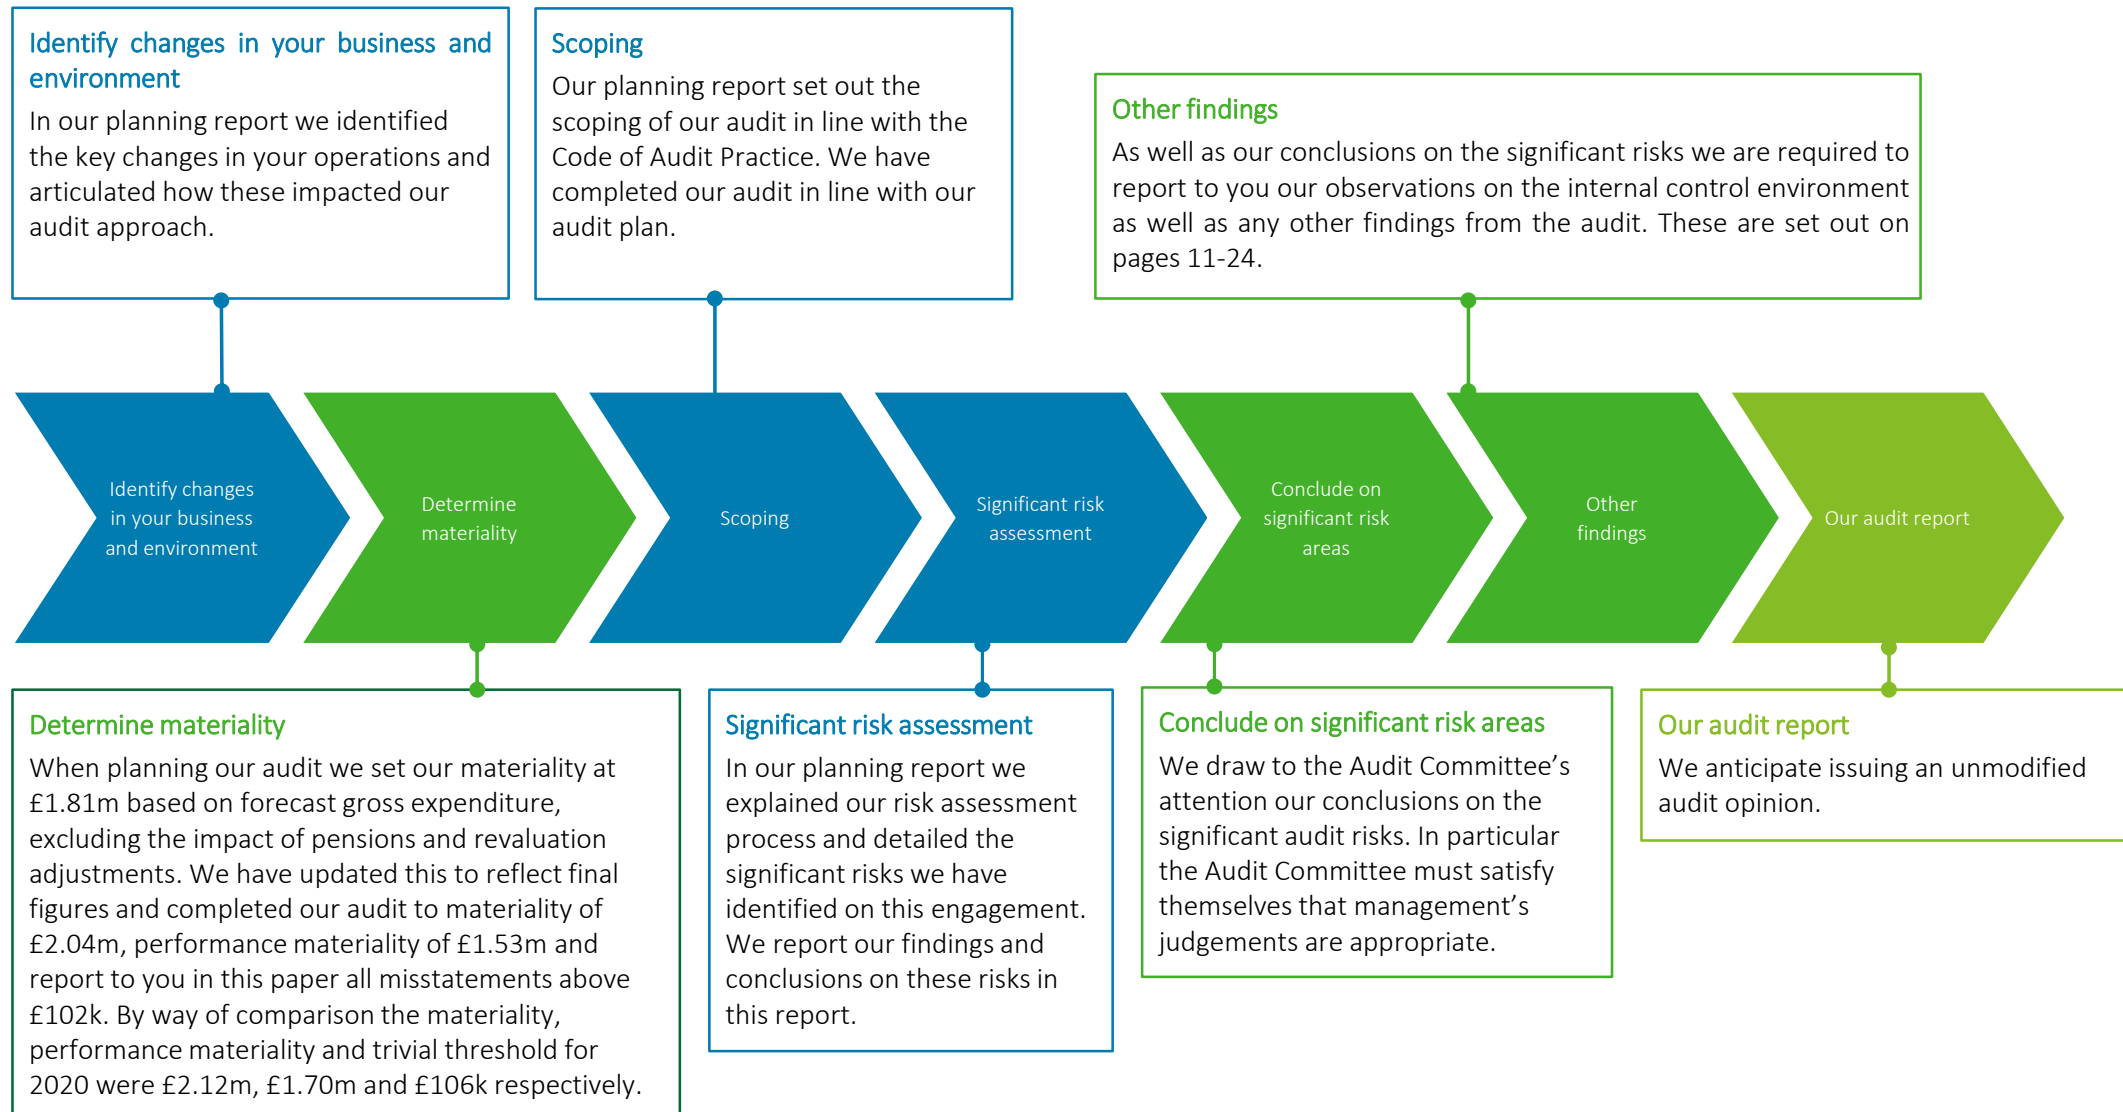 Identify changes in your business and
environment
In our planning report we identified
the key changes in your operations and
articulated how these impacted our
audit approach.
Scoping
Our planning report set out the
scoping of our audit in line with the
Code of Audit Practice. We have
completed our audit in line with our
audit plan.
Other findings
As well as our conclusions on the significant risks we are required to
report to you our observations on the internal control environment
as well as any other findings from the audit. These are set out on
pages 11-24.
Identify changes
in your business
and environment
Determine
materiality
Scoping
Significant risk
assessment
Conclude on
significant risk
areas
Other
findings
Our audit report
Determine materiality
When planning our audit we set our materiality at
£1.81m based on forecast gross expenditure,
excluding the impact of pensions and revaluation
adjustments. We have updated this to reflect final
figures and completed our audit to materiality of
£2.04m, performance materiality of £1.53m and
report to you in this paper all misstatements above
£102k. By way of comparison the materiality,
performance materiality and trivial threshold for
2020 were £2.12m, £1.70m and £106k respectively.
Significant risk assessment
In our planning report we
explained our risk assessment
process and detailed the
significant risks we have
identified on this engagement.
We report our findings and
conclusions on these risks in
this report.
Conclude on significant risk areas
We draw to the Audit Committee’s
attention our conclusions on the
significant audit risks. In particular
the Audit Committee must satisfy
themselves that management’s
judgements are appropriate.
Our audit report
We anticipate issuing an unmodified
audit opinion.